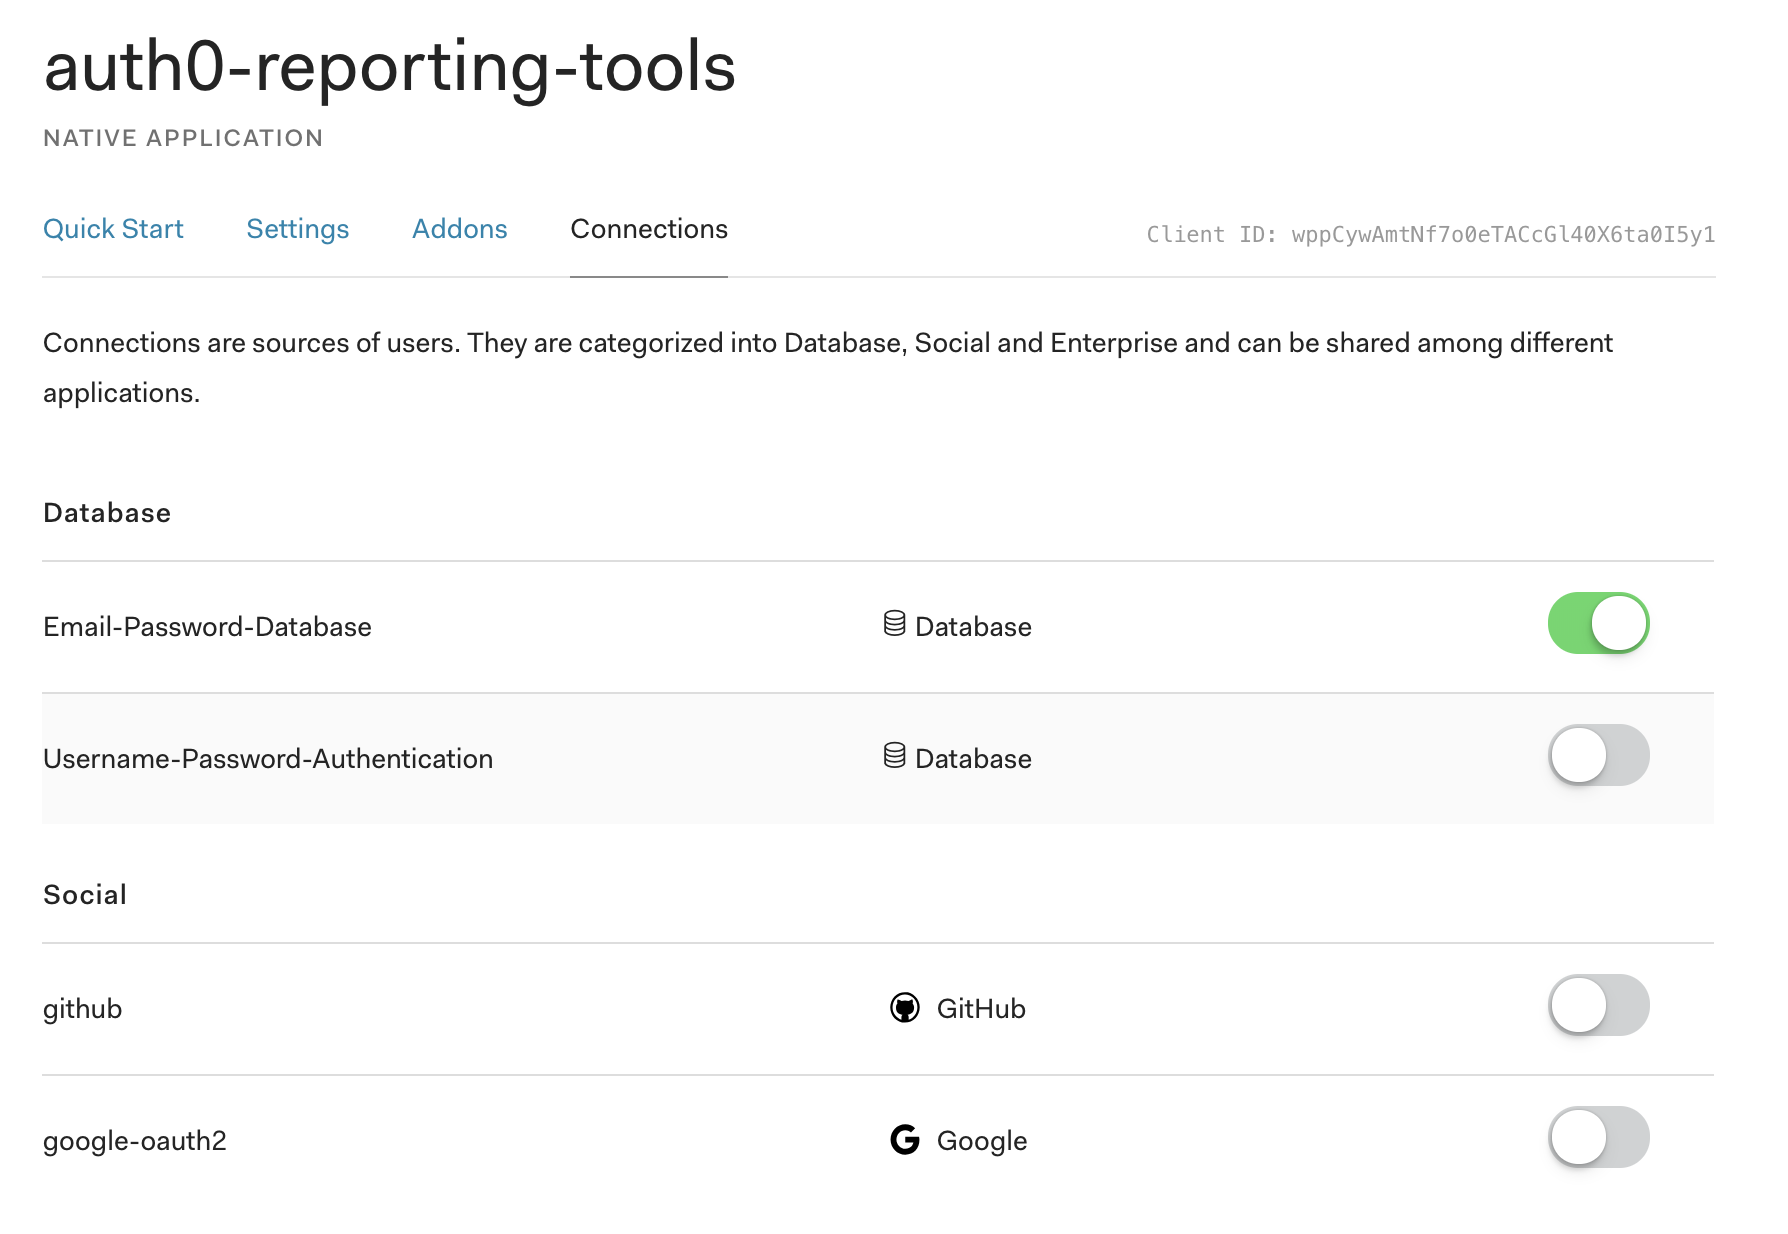 auth0-reporting-tools
NATIVE APPLICATION
Quick Start Settings Addons Connections Client ID: wppCywAmtNf7o0eTACcGl40X6ta0I5y1
Connections are sources of users. They are categorized into Database, Social and Enterprise and can be shared among different
applications.
Database
Email-Password-Database Database
Username-Password-Authentication Database
Social
github GitHub
google-oauth2 Google